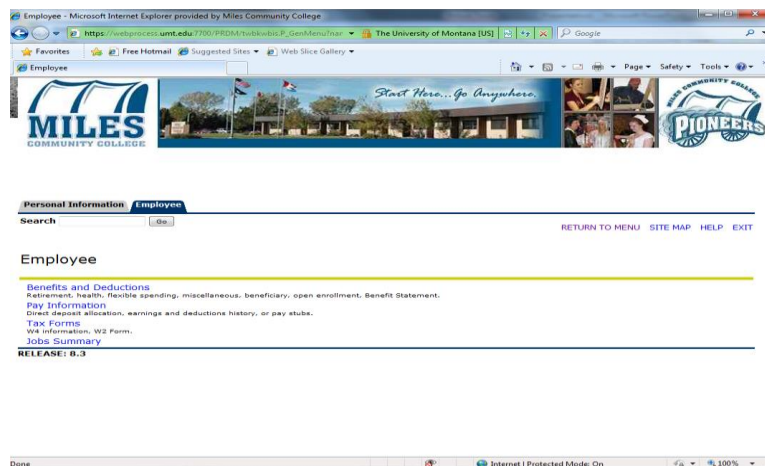 Employee - Microsoft Internet Explorer provided by Miles Community College
https://webprocess.umt.edu:7700/PRDM/twbkwbis.P_GenMenu?nar
The University of Montana [US]
Google
Favorites
Free Hotmail
Suggested Sites
Web Slice Gallery
Employee
Page
Safety
Tools
MILES
COMMUNITY COLLEGE
Start Here...Go Anywhere.
MILES COMMUNITY COLLEGE
PIONEERS
Personal Information
Employee
Search
Go
RETURN TO MENU
SITE MAP
HELP
EXIT
Employee
Benefits and Deductions
Retirement, health, flexible spending, miscellaneous, beneficiary, open enrollment, Benefit Statement.
Pay Information
Direct deposit allocation, earnings and deductions history, or pay stubs.
Tax Forms
W4 information, W2 Form.
Jobs Summary
RELEASE: 8.3
Done
Internet | Protected Mode: On
100%